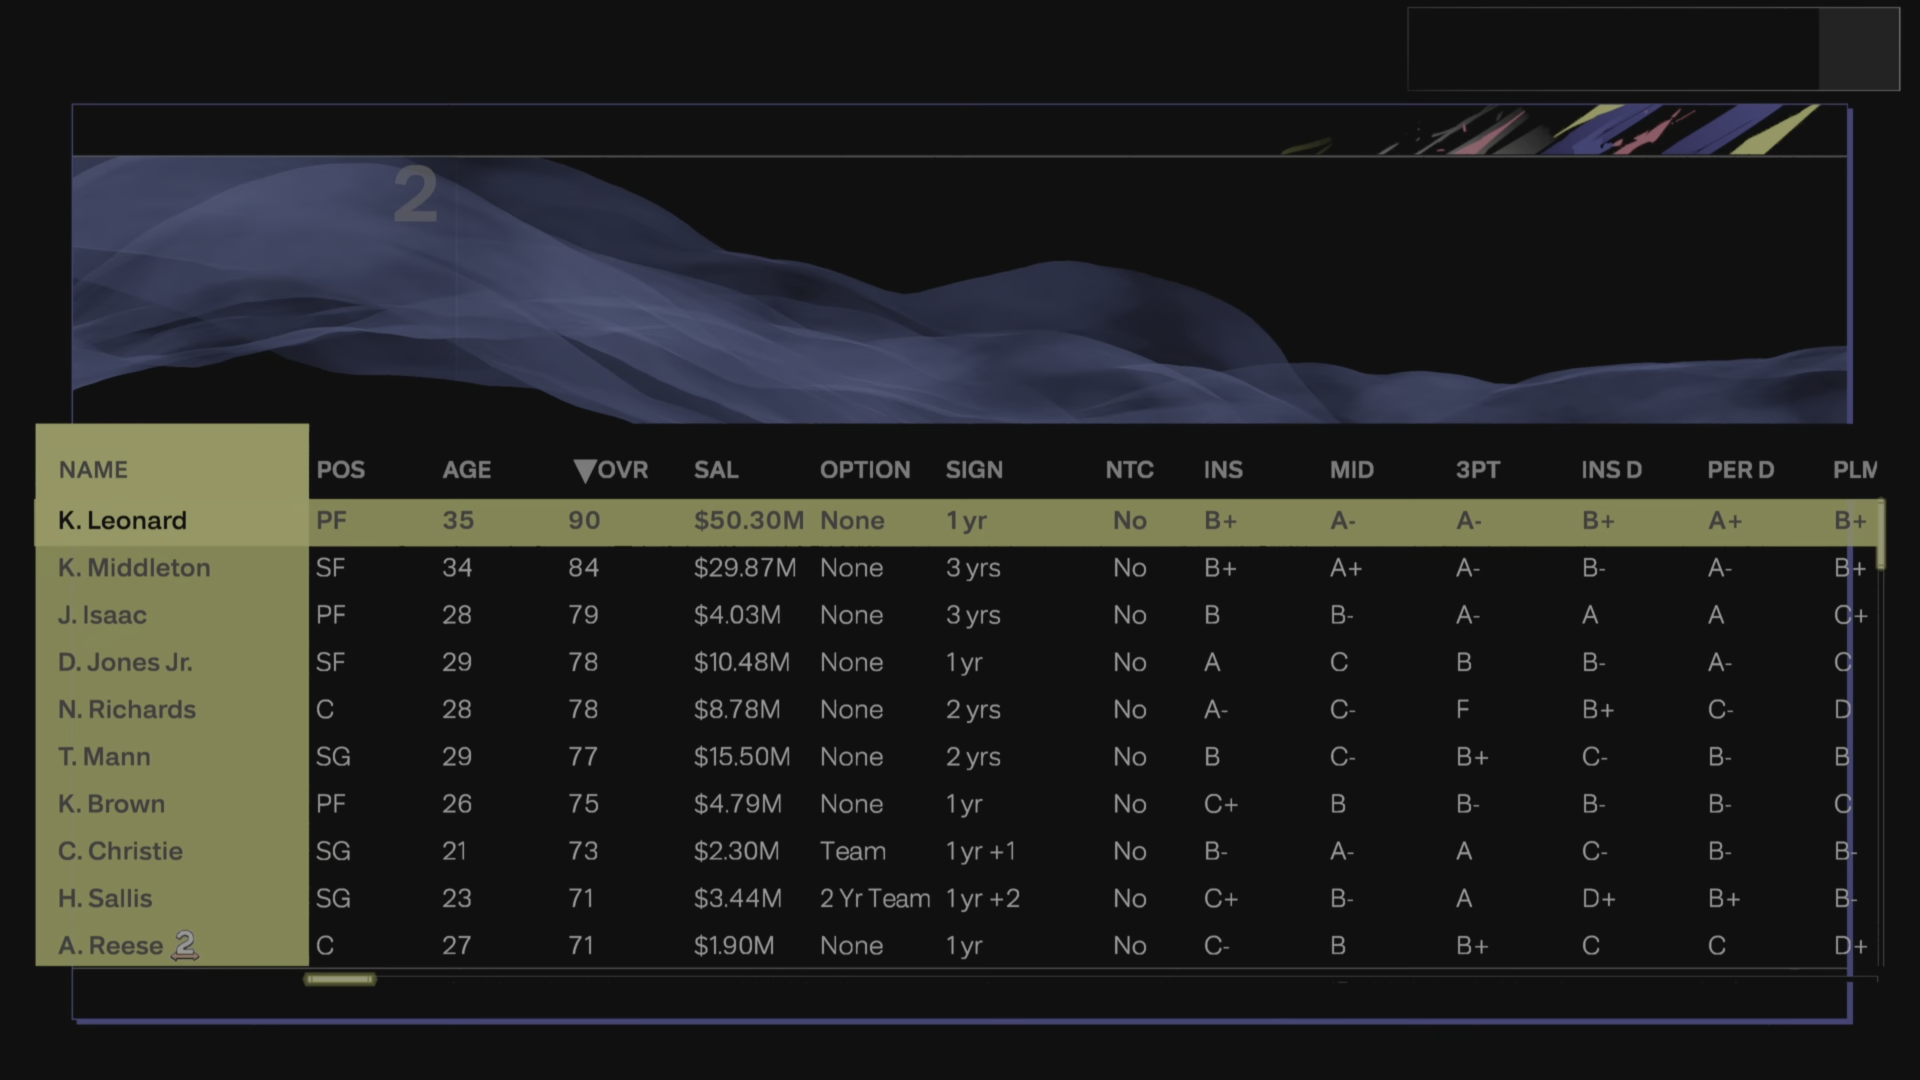 2
NAME POS AGE ▼OVR SAL OPTION SIGN NTC INS MID 3PT INS D PER D PLM
K. Leonard PF 35 90 $50.30M None 1 yr No B+ A- A- B+ A+ B+
K. Middleton SF 34 84 $29.87M None 3 yrs No B+ A+ A- B- A- B+
J. Isaac PF 28 79 $4.03M None 3 yrs No B B- A- A A C+
D. Jones Jr. SF 29 78 $10.48M None 1 yr No A C B B- A- C
N. Richards C 28 78 $8.78M None 2 yrs No A- C- F B+ C- D
T. Mann SG 29 77 $15.50M None 2 yrs No B C- B+ C- B- B
K. Brown PF 26 75 $4.79M None 1 yr No C+ B B- B- B- C
C. Christie SG 21 73 $2.30M Team 1 yr +1 No B- A- A C- B- B-
H. Sallis SG 23 71 $3.44M 2 Yr Team 1 yr +2 No C+ B- A D+ B+ B-
A. Reese 2 C 27 71 $1.90M None 1 yr No C- B B+ C C D+